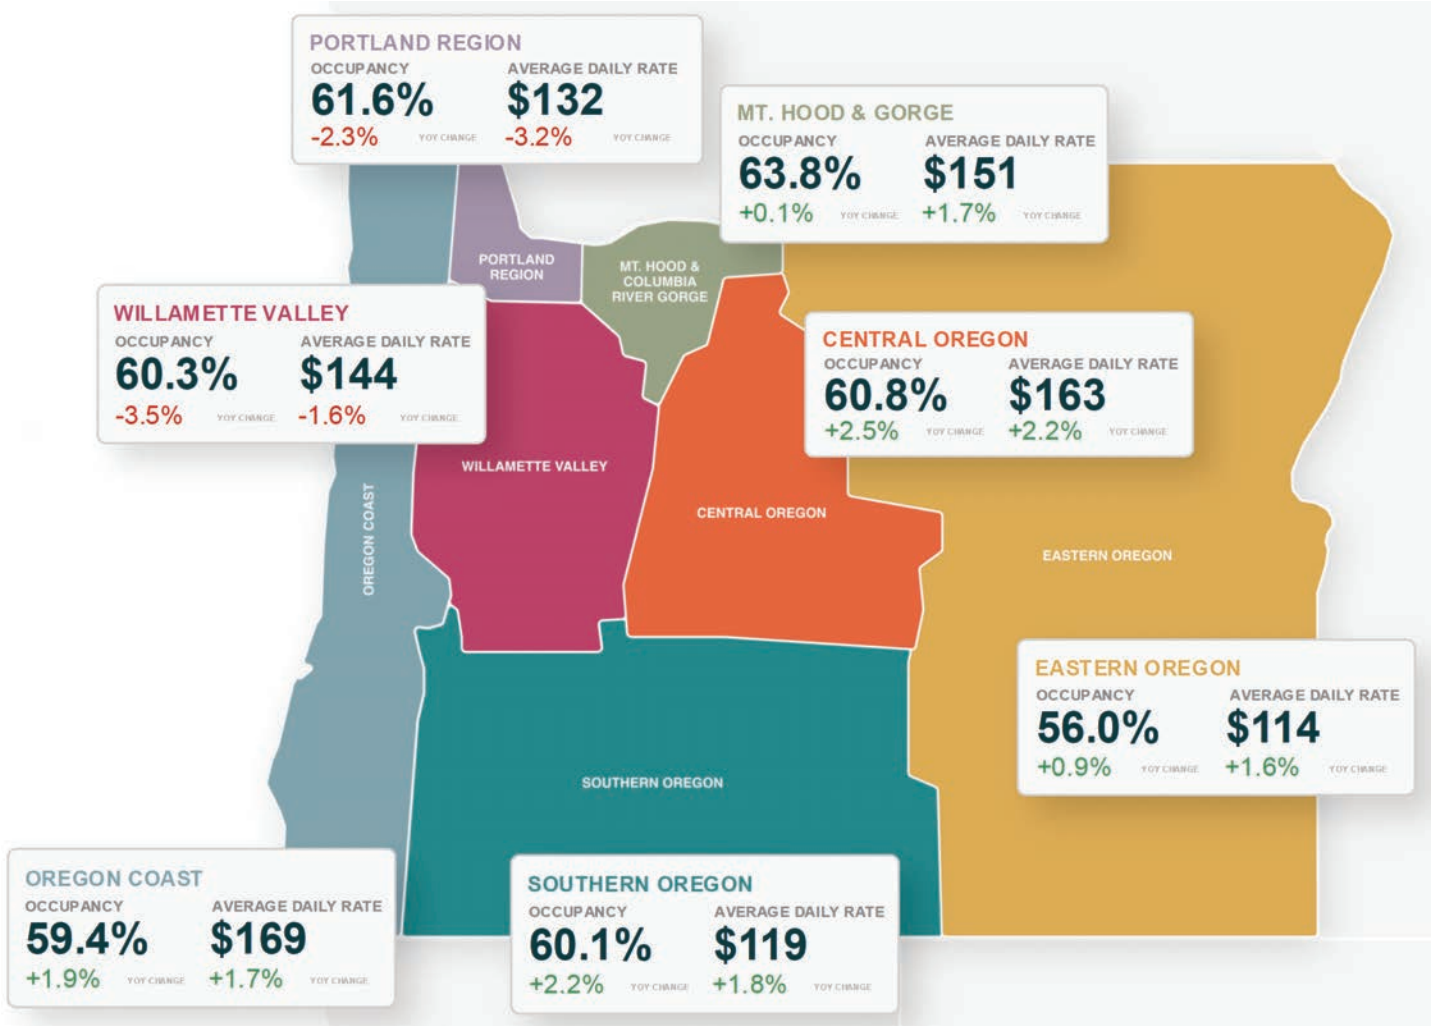 PORTLAND REGION
OCCUPANCY AVERAGE DAILY RATE
61.6% $132
-2.3% YOY CHANGE -3.2% YOY CHANGE
MT. HOOD & GORGE
OCCUPANCY AVERAGE DAILY RATE
63.8% $151
+0.1% YOY CHANGE +1.7% YOY CHANGE
PORTLAND
REGION
MT. HOOD &
COLUMBIA
RIVER GORGE
WILLAMETTE VALLEY
OCCUPANCY AVERAGE DAILY RATE
60.3% $144
-3.5% YOY CHANGE -1.6% YOY CHANGE
CENTRAL OREGON
OCCUPANCY AVERAGE DAILY RATE
60.8% $163
+2.5% YOY CHANGE +2.2% YOY CHANGE
WILLAMETTE VALLEY
OREGON COAST
CENTRAL OREGON
EASTERN OREGON
EASTERN OREGON
OCCUPANCY AVERAGE DAILY RATE
56.0% $114
+0.9% YOY CHANGE +1.6% YOY CHANGE
SOUTHERN OREGON
OREGON COAST
OCCUPANCY AVERAGE DAILY RATE
59.4% $169
+1.9% YOY CHANGE +1.7% YOY CHANGE
SOUTHERN OREGON
OCCUPANCY AVERAGE DAILY RATE
60.1% $119
+2.2% YOY CHANGE +1.8% YOY CHANGE